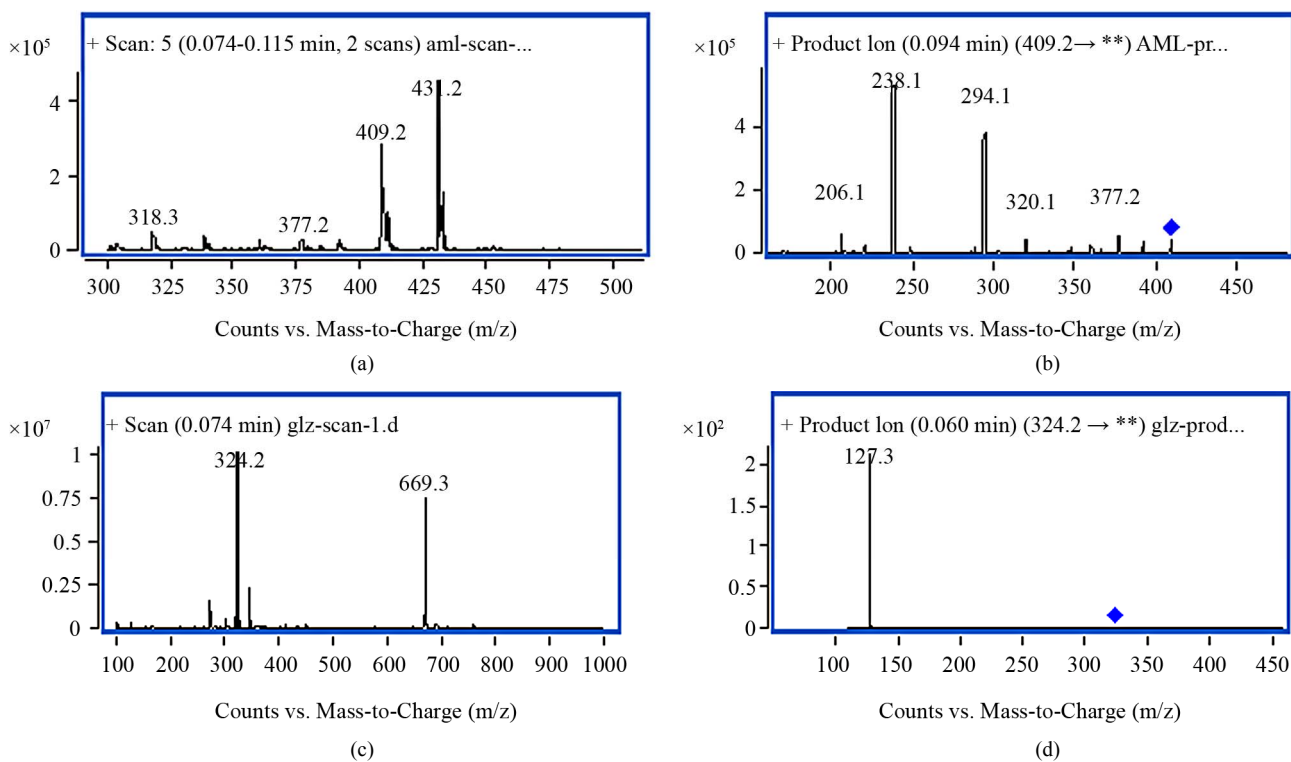 ×10⁵
+ Scan: 5 (0.074-0.115 min, 2 scans) aml-scan-...
431.2
409.2
318.3
377.2
4
2
0
300 325 350 375 400 425 450 475 500
Counts vs. Mass-to-Charge (m/z)
(a)
×10⁵
+ Product lon (0.094 min) (409.2→ **) AML-pr...
238.1
294.1
206.1
320.1
377.2
4
2
0
200 250 300 350 400 450
Counts vs. Mass-to-Charge (m/z)
(b)
×10⁷
+ Scan (0.074 min) glz-scan-1.d
324.2
669.3
1
0.75
0.5
0.25
0
100 200 300 400 500 600 700 800 900 1000
Counts vs. Mass-to-Charge (m/z)
(c)
×10²
+ Product lon (0.060 min) (324.2 → **) glz-prod...
127.3
2
1.5
1
0.5
0
100 150 200 250 300 350 400 450
Counts vs. Mass-to-Charge (m/z)
(d)